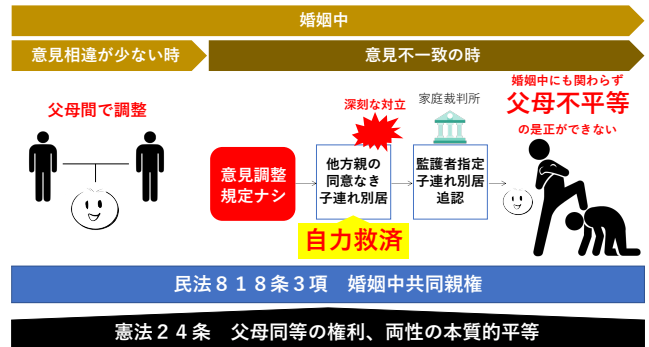 婚姻中
意見相違が少ない時
意見不一致の時
父母間で調整
意見調整
規定ナシ
深刻な対立
他方親の
同意なき
子連れ別居
自力救済
家庭裁判所
監護者指定
子連れ別居
追認
婚姻中にも関わらず
父母不平等
の是正ができない
民法８１８条３項　婚姻中共同親権
憲法２４条　父母同等の権利、両性の本質的平等